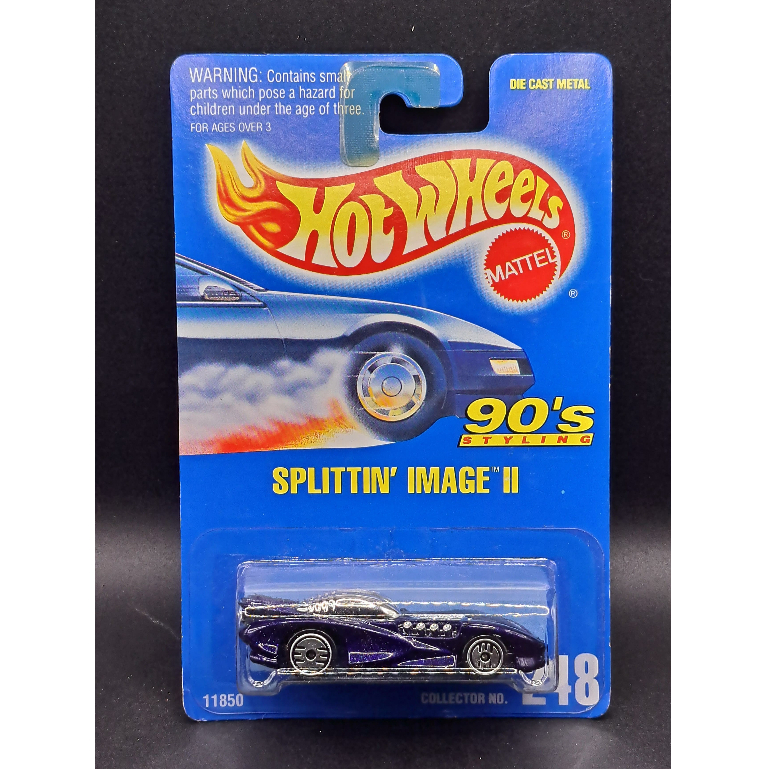 WARNING: Contains small
parts which pose a hazard for
children under the age of three.
FOR AGES OVER 3
DIE CAST METAL
HOT WHEELS
®
MATTEL
®
90's
STYLING
SPLITTIN' IMAGE™ II
11850
COLLECTOR NO. 248